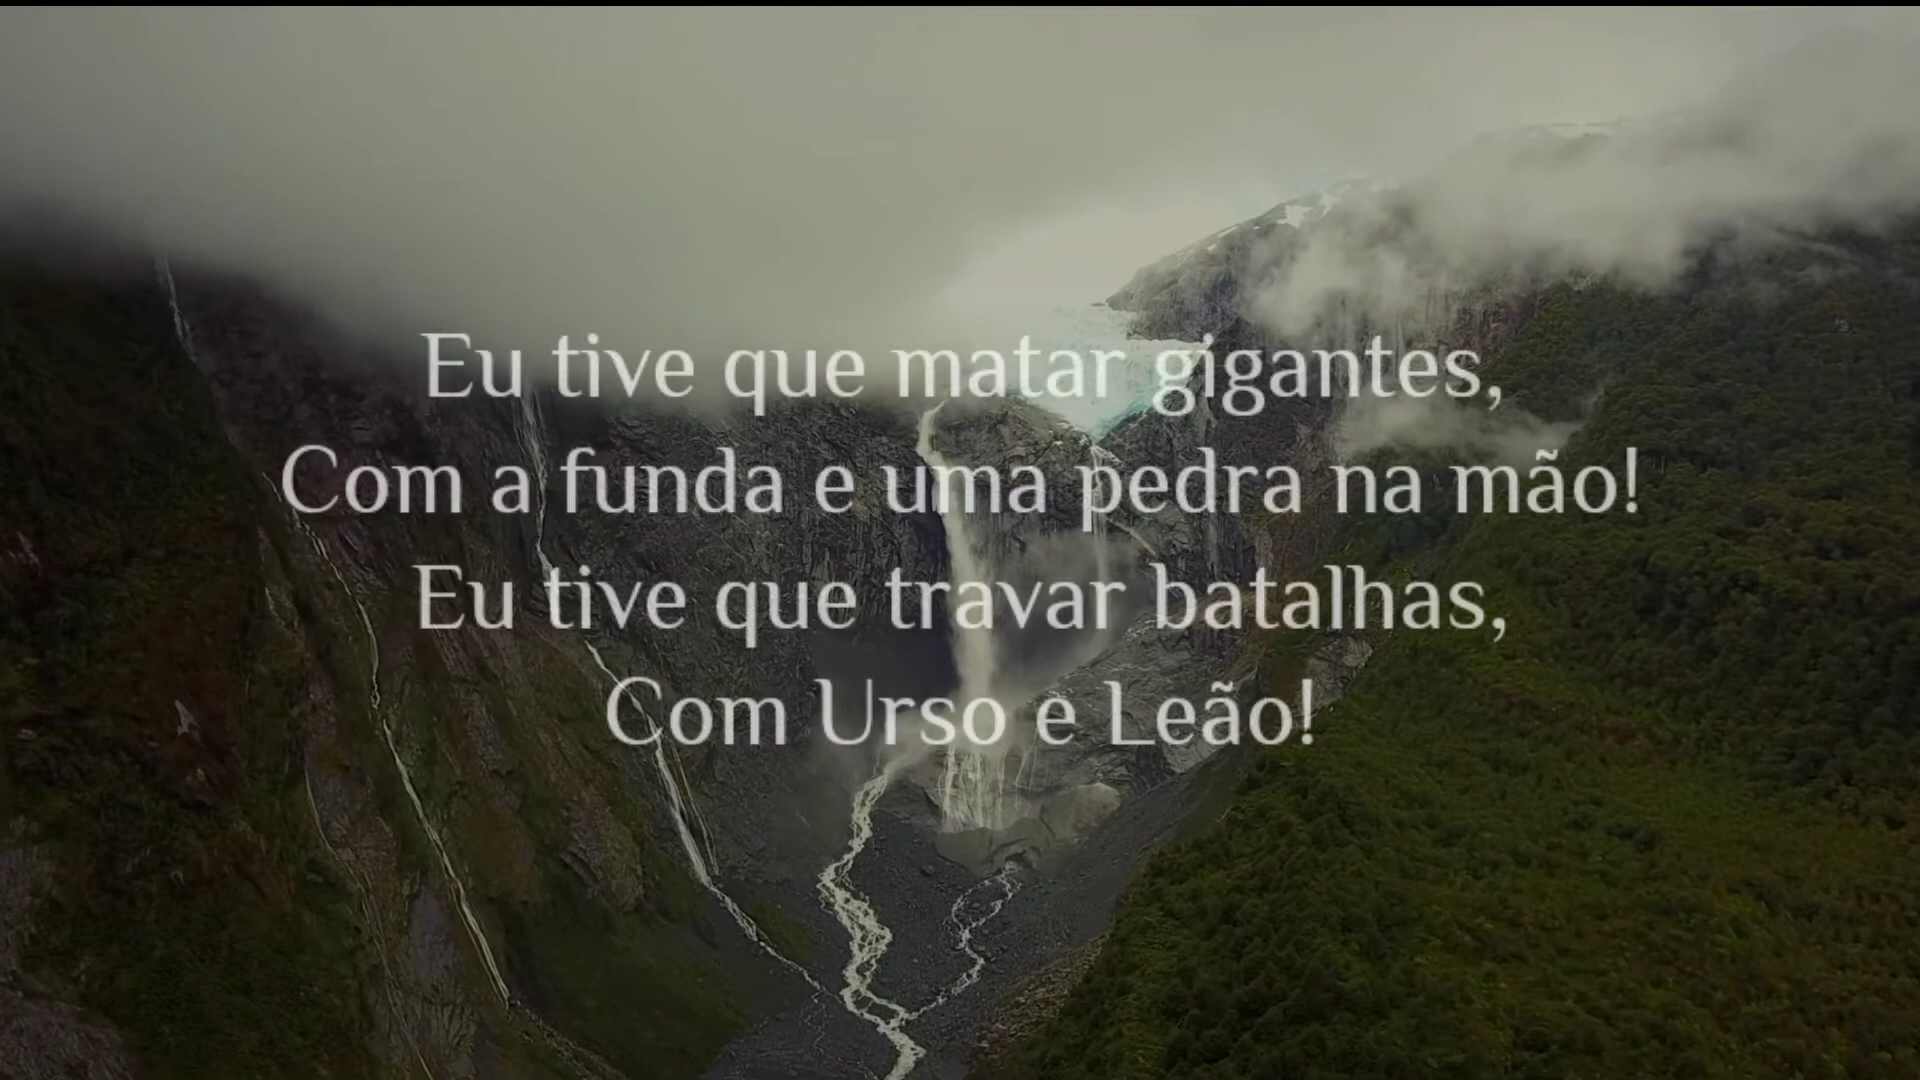 Eu tive que matar gigantes,
Com a funda e uma pedra na mão!
Eu tive que travar batalhas,
Com Urso e Leão!